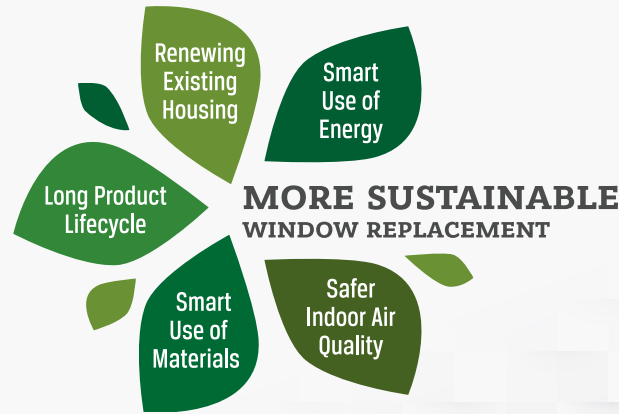 Renewing
Existing
Housing
Smart
Use of
Energy
Long Product
Lifecycle
MORE SUSTAINABLE
WINDOW REPLACEMENT
Smart
Use of
Materials
Safer
Indoor Air
Quality